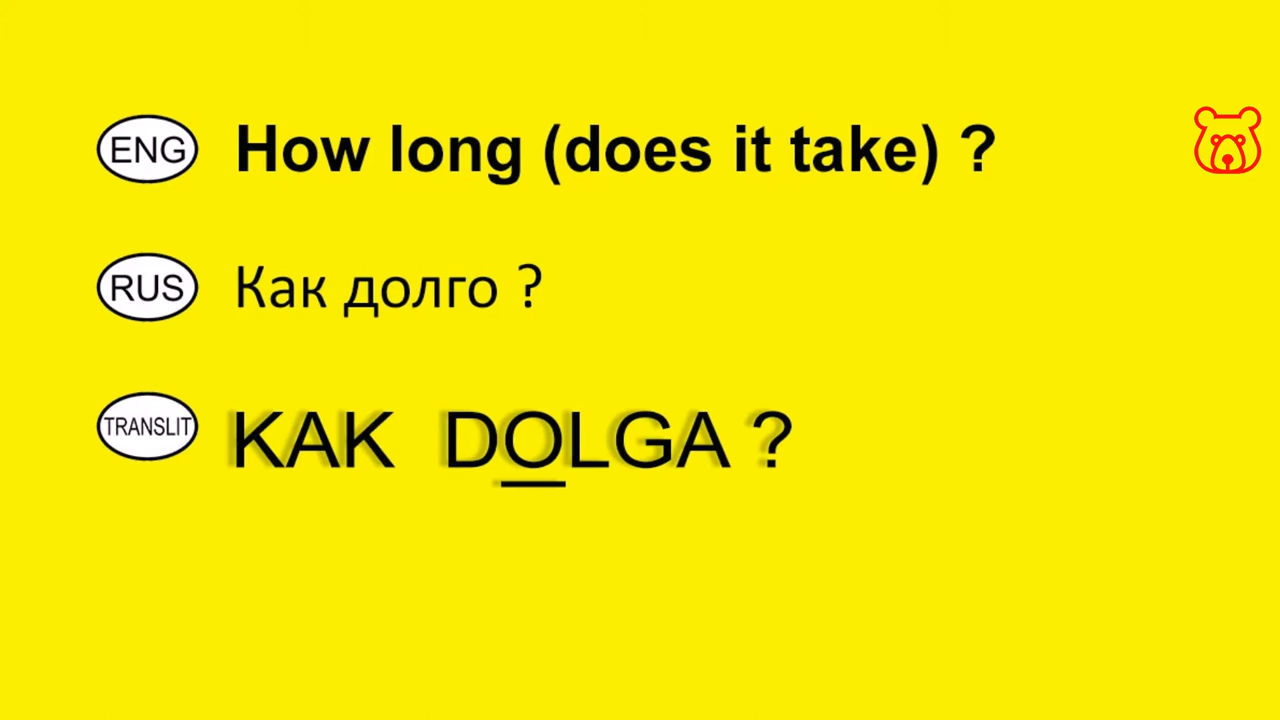 ENG How long (does it take) ?
RUS Как долго ?
TRANSLIT KAK DOLGA ?